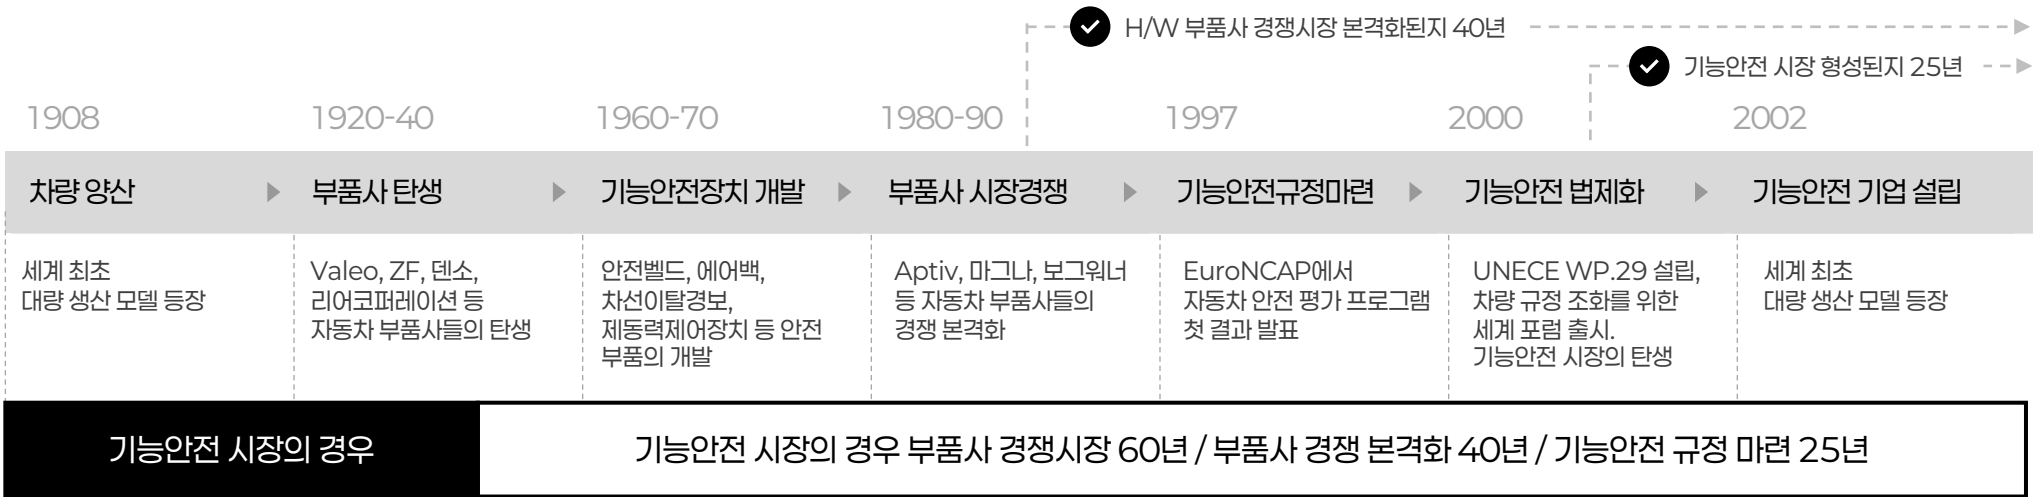 H/W 부품사 경쟁시장 본격화된지 40년
기능안전 시장 형성된지 25년
1908
1920-40
1960-70
1980-90
1997
2000
2002
차량 양산
부품사 탄생
기능안전장치 개발
부품사 시장경쟁
기능안전규정마련
기능안전 법제화
기능안전 기업 설립
세계 최초
대량 생산 모델 등장
Valeo, ZF, 덴소,
리어코퍼레이션 등
자동차 부품사들의 탄생
안전벨드, 에어백,
차선이탈경보,
제동력제어장치 등 안전
부품의 개발
Aptiv, 마그나, 보그워너
등 자동차 부품사들의
경쟁 본격화
EuroNCAP에서
자동차 안전 평가 프로그램
첫 결과 발표
UNECE WP.29 설립,
차량 규정 조화를 위한
세계 포럼 출시.
기능안전 시장의 탄생
세계 최초
대량 생산 모델 등장
기능안전 시장의 경우
기능안전 시장의 경우 부품사 경쟁시장 60년 / 부품사 경쟁 본격화 40년 / 기능안전 규정 마련 25년